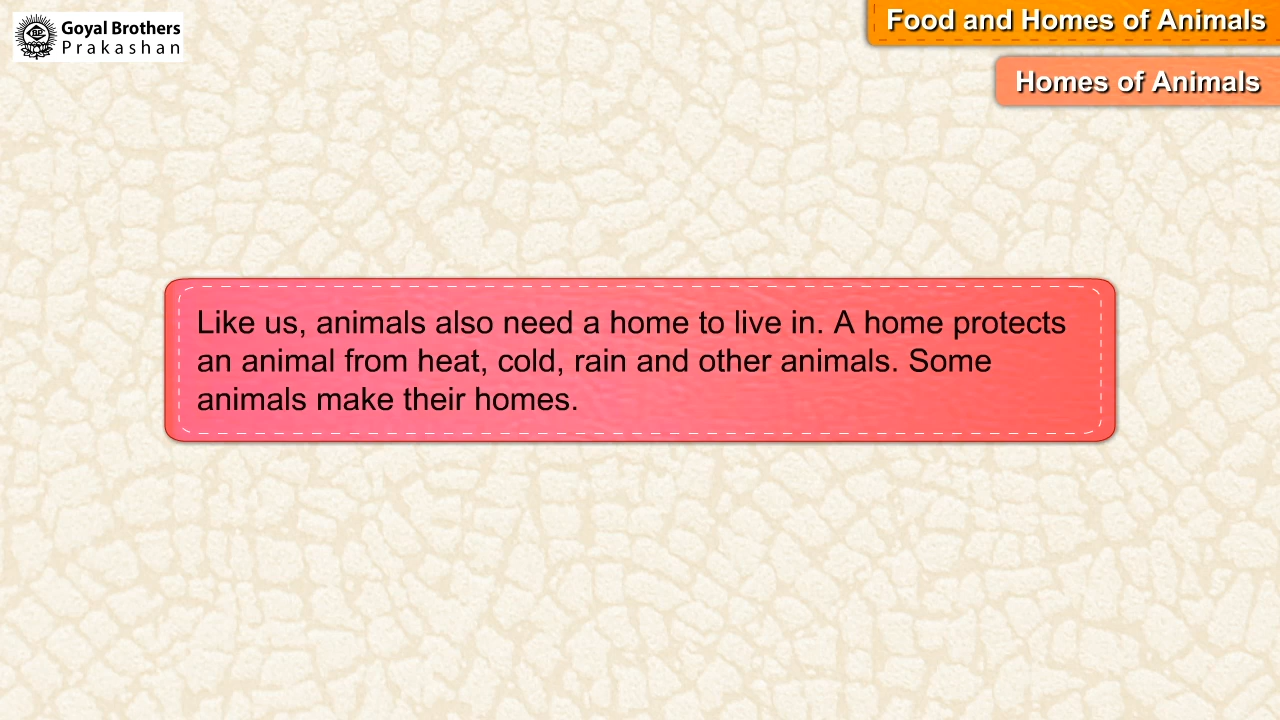 Goyal Brothers
Prakashan
Food and Homes of Animals
Homes of Animals
Like us, animals also need a home to live in. A home protects
an animal from heat, cold, rain and other animals. Some
animals make their homes.